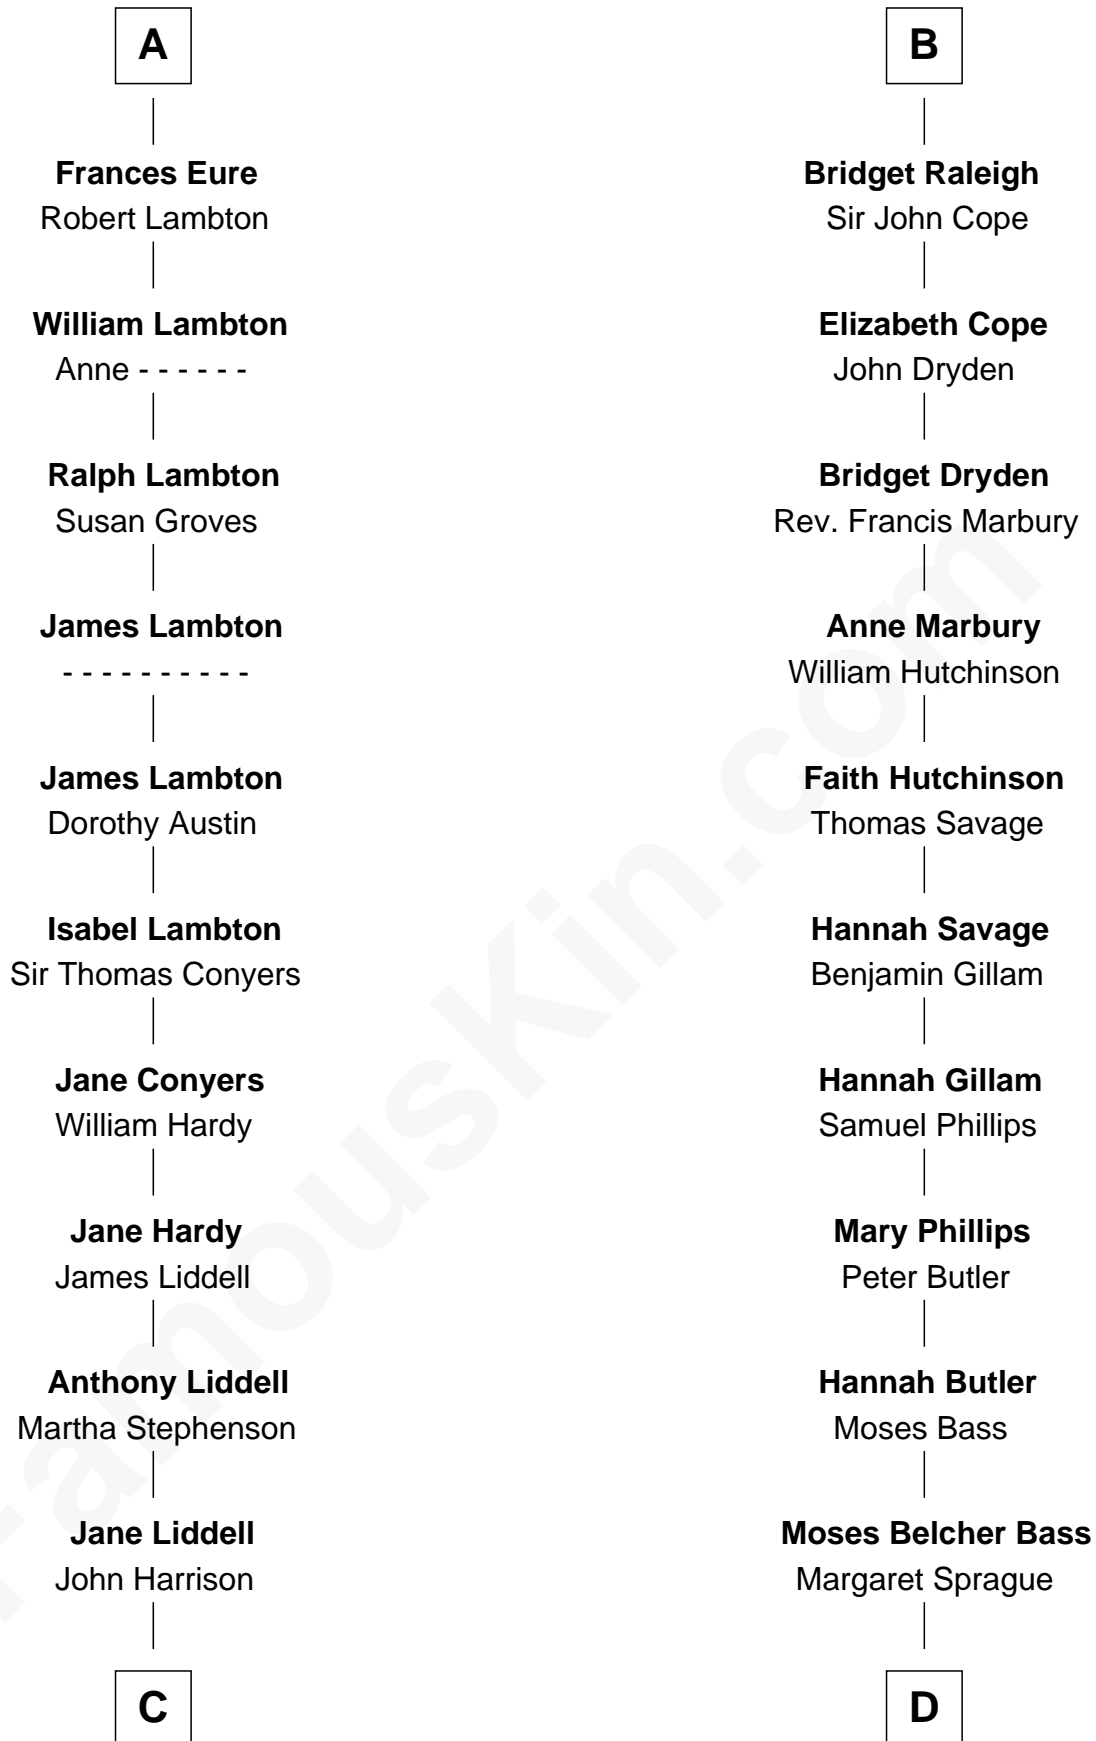 A
Frances Eure
Robert Lambton
William Lambton
Anne - - - - - -
Ralph Lambton
Susan Groves
James Lambton
- - - - - - - - - -
James Lambton
Dorothy Austin
Isabel Lambton
Sir Thomas Conyers
Jane Conyers
William Hardy
Jane Hardy
James Liddell
Anthony Liddell
Martha Stephenson
Jane Liddell
John Harrison
C
B
Bridget Raleigh
Sir John Cope
Elizabeth Cope
John Dryden
Bridget Dryden
Rev. Francis Marbury
Anne Marbury
William Hutchinson
Faith Hutchinson
Thomas Savage
Hannah Savage
Benjamin Gillam
Hannah Gillam
Samuel Phillips
Mary Phillips
Peter Butler
Hannah Butler
Moses Bass
Moses Belcher Bass
Margaret Sprague
D
FamousKin.com